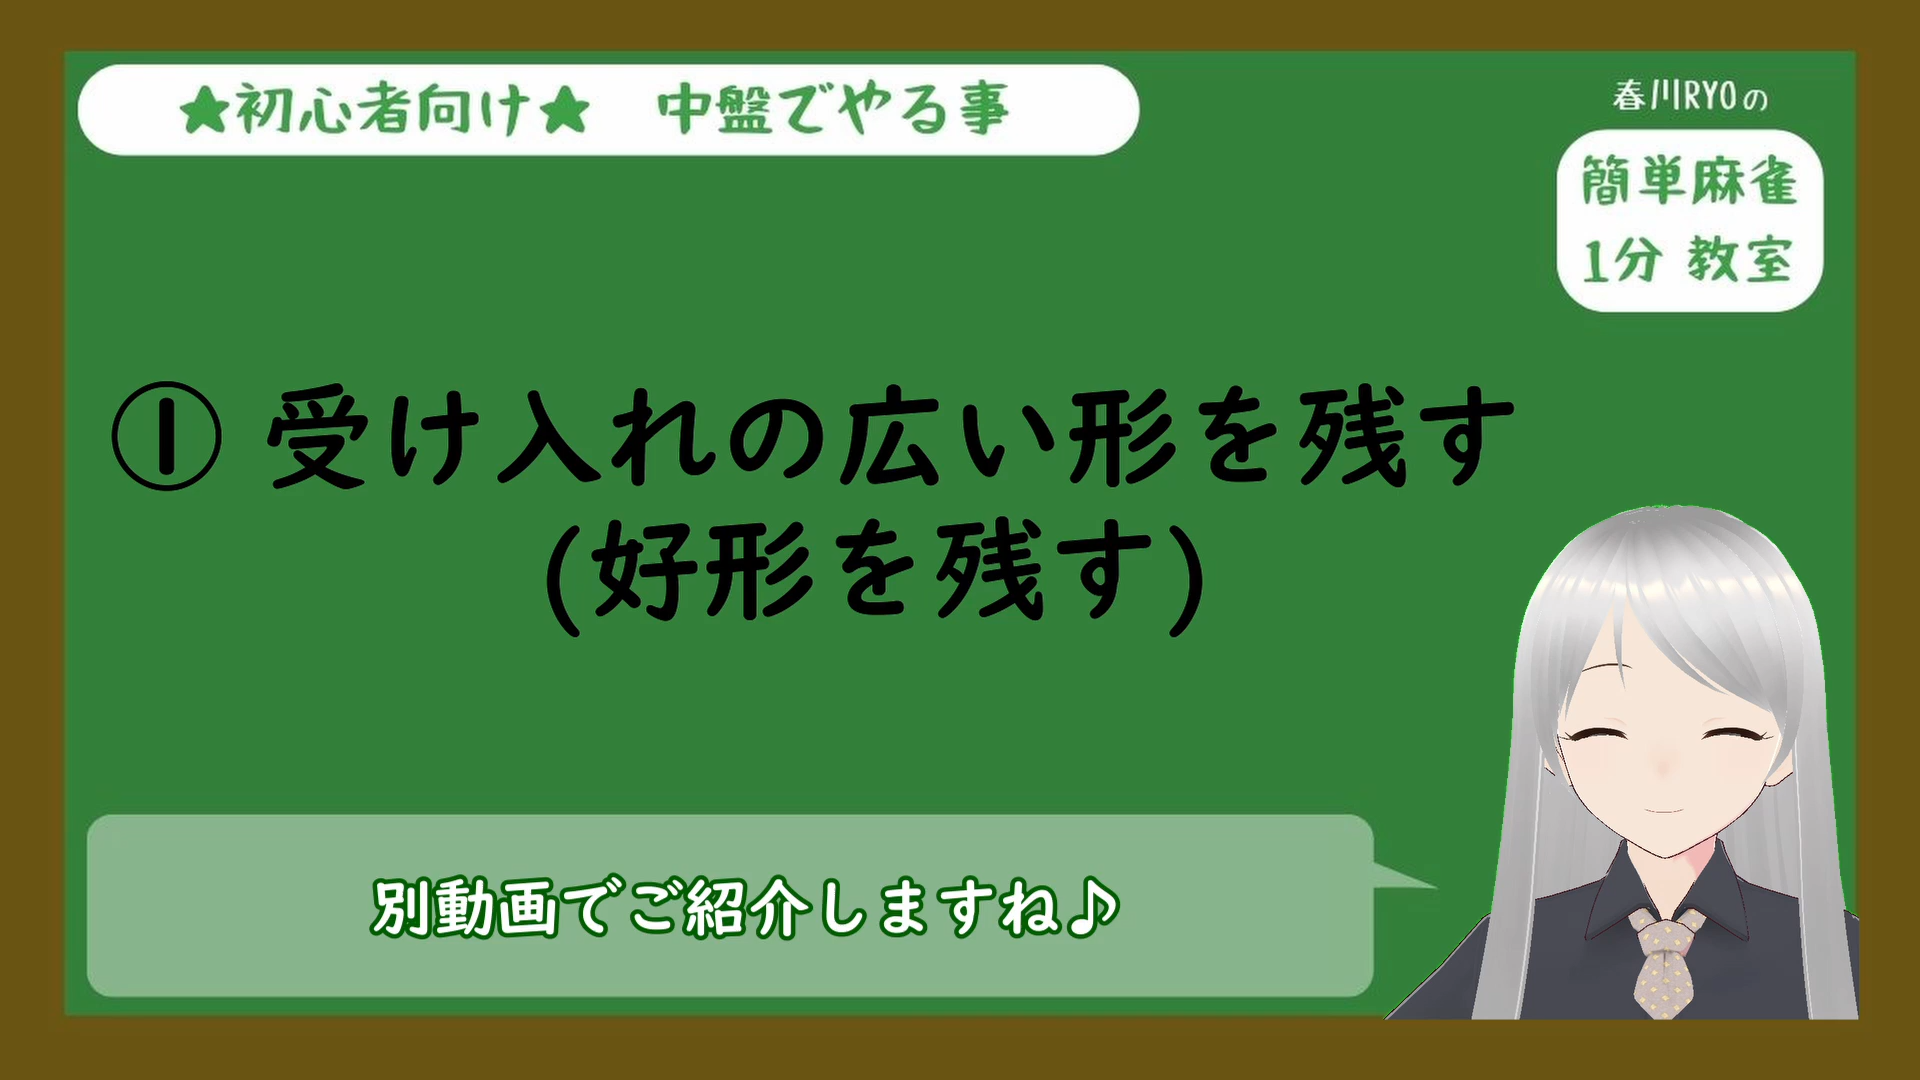 ★初心者向け★ 中盤でやる事
春川RYOの
簡単麻雀
1分 教室
① 受け入れの広い形を残す
(好形を残す)
別動画でご紹介しますね♪